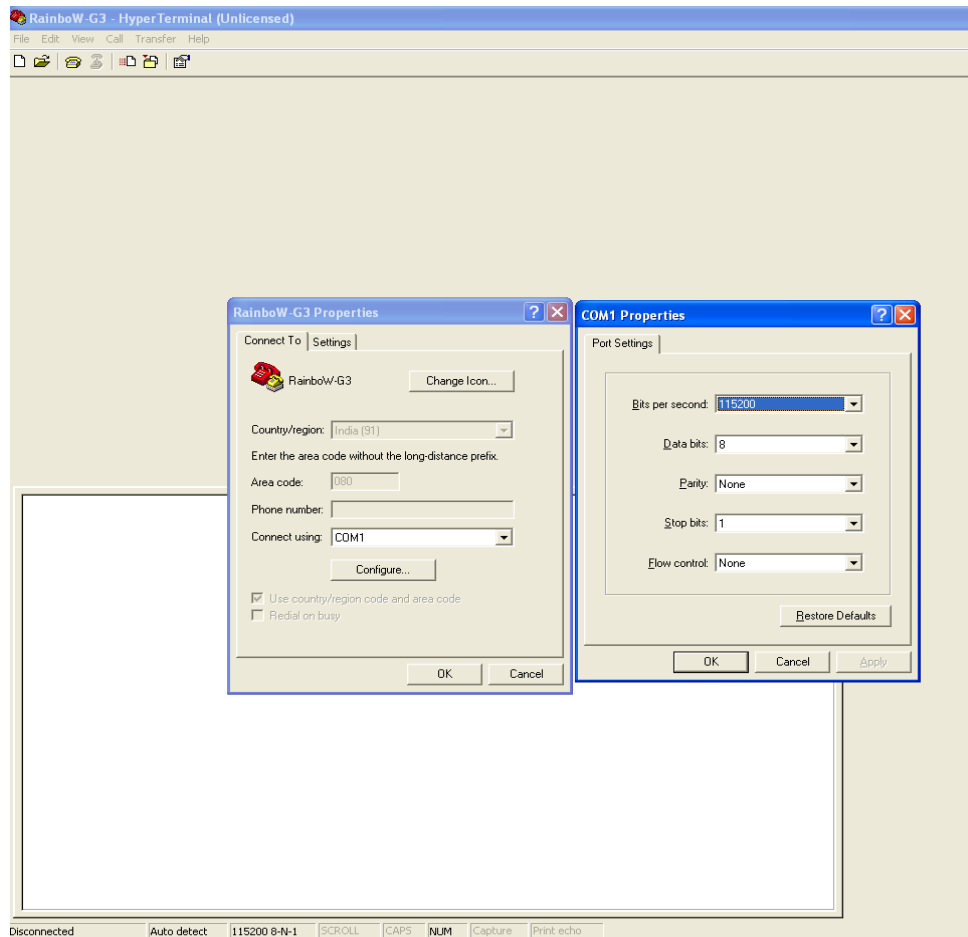 RainboW-G3 - HyperTerminal (Unlicensed)
File Edit View Call Transfer Help
RainboW-G3 Properties
Connect To Settings
RainboW-G3 Change Icon...
Country/region: India (91)
Enter the area code without the long-distance prefix.
Area code: 080
Phone number:
Connect using: COM1
Configure...
Use country/region code and area code
Redial on busy
OK Cancel
COM1 Properties
Port Settings
Bits per second: 115200
Data bits: 8
Parity: None
Stop bits: 1
Flow control: None
Restore Defaults
OK Cancel Apply
Disconnected Auto detect 115200 8-N-1 SCROLL CAPS NUM Capture Print echo